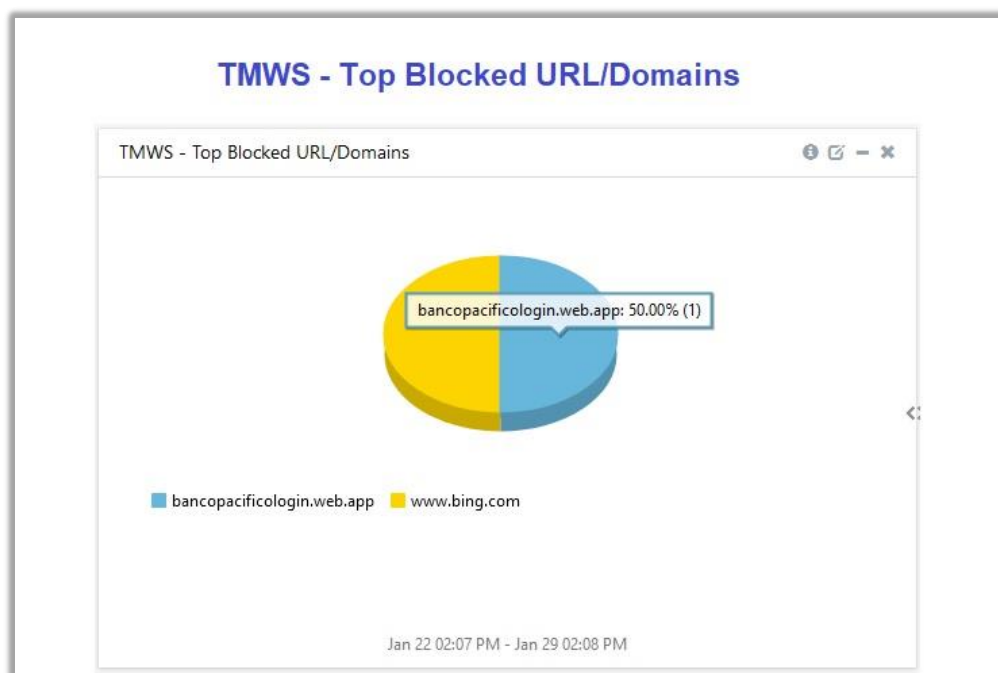 TMWS - Top Blocked URL/Domains
TMWS - Top Blocked URL/Domains
bancopacificologin.web.app: 50.00% (1)
bancopacificologin.web.app www.bing.com
Jan 22 02:07 PM - Jan 29 02:08 PM